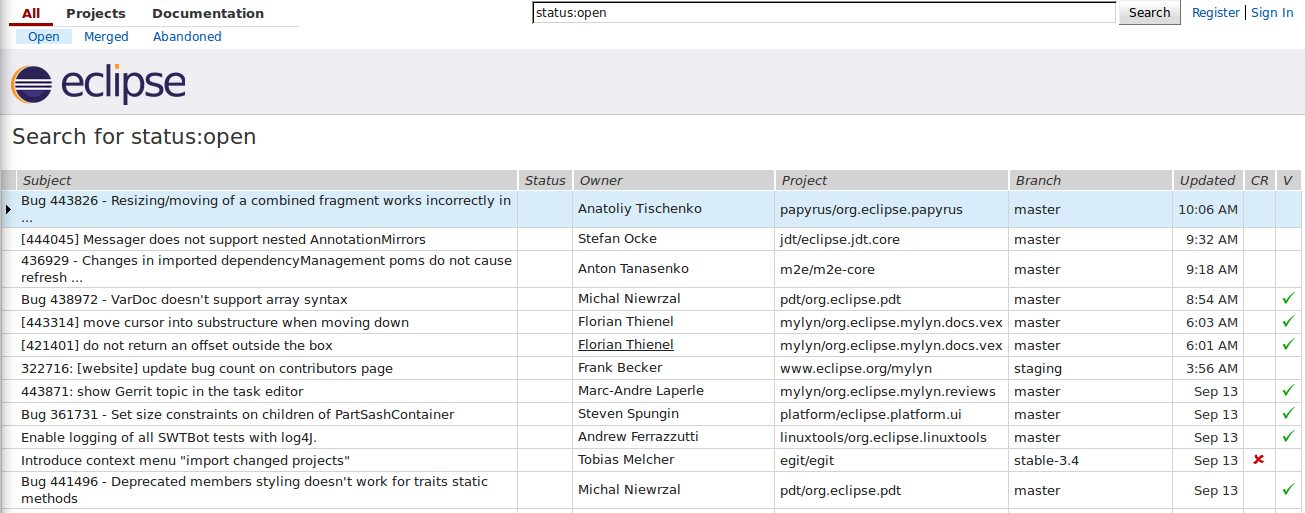 All Projects Documentation status:open Search Register Sign In
Open Merged Abandoned
eclipse
Search for status:open
Subject Status Owner Project Branch Updated CR V
Bug 443826 - Resizing/moving of a combined fragment works incorrectly in
... Anatoliy Tischenko papyrus/org.eclipse.papyrus master 10:06 AM
[444045] Messager does not support nested AnnotationMirrors Stefan Ocke jdt/eclipse.jdt.core master 9:32 AM
436929 - Changes in imported dependencyManagement poms do not cause
refresh ... Anton Tanasenko m2e/m2e-core master 9:18 AM
Bug 438972 - VarDoc doesn't support array syntax Michal Niewrzal pdt/org.eclipse.pdt master 8:54 AM ✓
[443314] move cursor into substructure when moving down Florian Thienel mylyn/org.eclipse.mylyn.docs.vex master 6:03 AM ✓
[421401] do not return an offset outside the box Florian Thienel mylyn/org.eclipse.mylyn.docs.vex master 6:01 AM ✓
322716: [website] update bug count on contributors page Frank Becker www.eclipse.org/mylyn staging 3:56 AM
443871: show Gerrit topic in the task editor Marc-Andre Laperle mylyn/org.eclipse.mylyn.reviews master Sep 13 ✓
Bug 361731 - Set size constraints on children of PartSashContainer Steven Spungin platform/eclipse.platform.ui master Sep 13 ✓
Enable logging of all SWTBot tests with log4J. Andrew Ferrazzutti linuxtools/org.eclipse.linuxtools master Sep 13 ✓
Introduce context menu "import changed projects" Tobias Melcher egit/egit stable-3.4 Sep 13 ✗
Bug 441496 - Deprecated members styling doesn't work for traits static
methods Michal Niewrzal pdt/org.eclipse.pdt master Sep 13 ✓